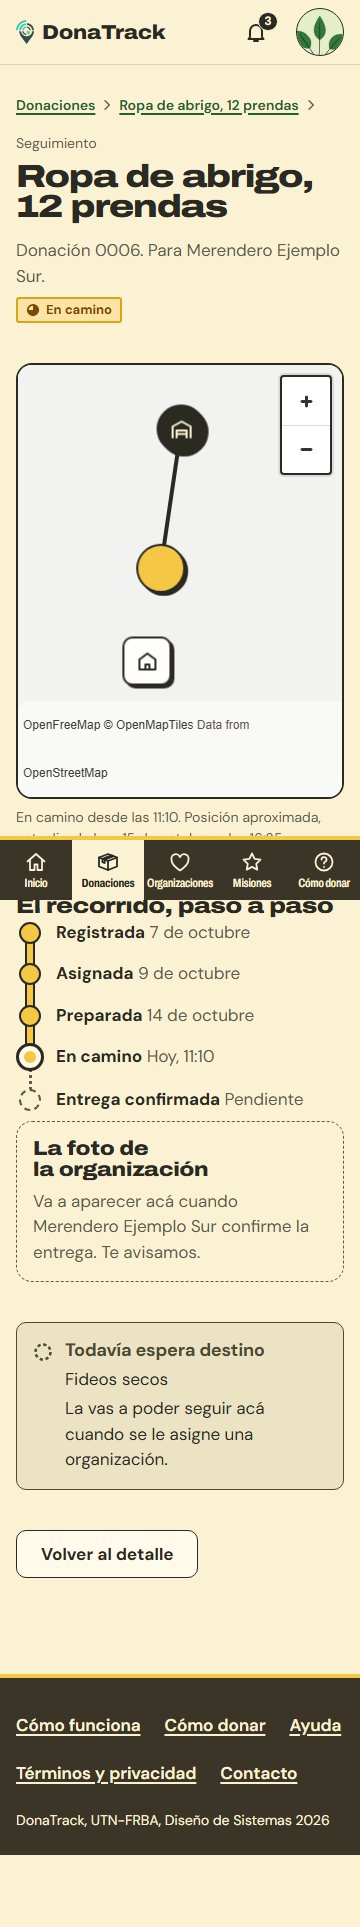 DonaTrack
3
Donaciones > Ropa de abrigo, 12 prendas >
Seguimiento
Ropa de abrigo,
12 prendas
Donación 0006. Para Merendero Ejemplo
Sur.
En camino
+
−
OpenFreeMap © OpenMapTiles Data from
OpenStreetMap
En camino desde las 11:10. Posición aproximada,
Inicio
Donaciones
Organizaciones
Misiones
Cómo donar
El recorrido, paso a paso
Registrada 7 de octubre
Asignada 9 de octubre
Preparada 14 de octubre
En camino Hoy, 11:10
Entrega confirmada Pendiente
La foto de
la organización
Va a aparecer acá cuando
Merendero Ejemplo Sur confirme la
entrega. Te avisamos.
Todavía espera destino
Fideos secos
La vas a poder seguir acá
cuando se le asigne una
organización.
Volver al detalle
Cómo funciona
Cómo donar
Ayuda
Términos y privacidad
Contacto
DonaTrack, UTN-FRBA, Diseño de Sistemas 2026